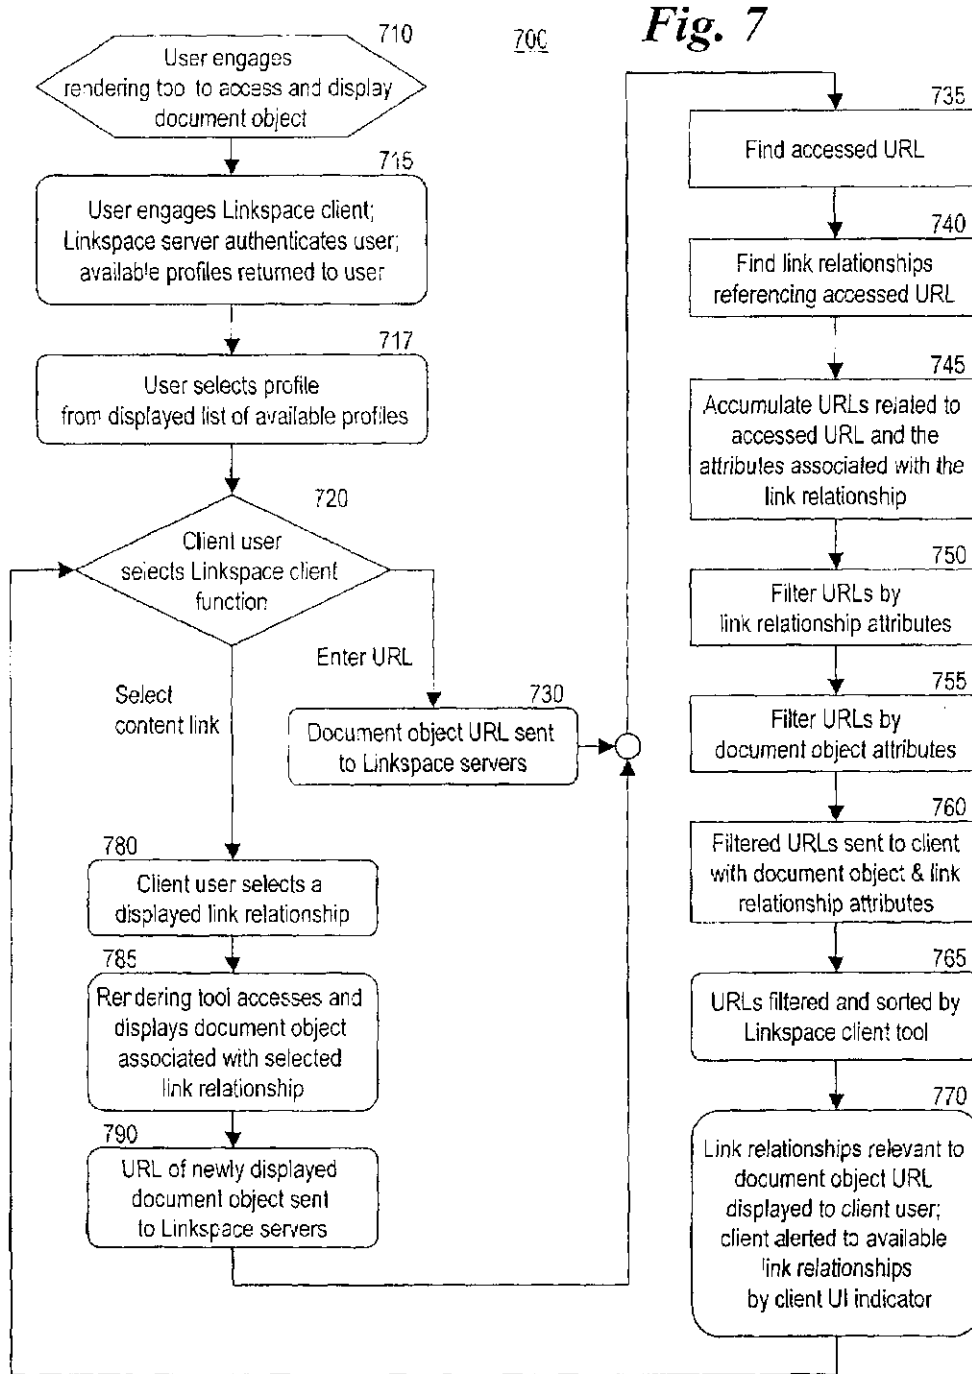 Fig. 7
700
710
User engages
rendering tool to access and display
document object
715
User engages Linkspace client;
Linkspace server authenticates user;
available profiles returned to user
717
User selects profile
from displayed list of available profiles
720
Client user
selects Linkspace client
function
Enter URL
Select
content link
730
Document object URL sent
to Linkspace servers
780
Client user selects a
displayed link relationship
785
Rendering tool accesses and
displays document object
associated with selected
link relationship
790
URL of newly displayed
document object sent
to Linkspace servers
735
Find accessed URL
740
Find link relationships
referencing accessed URL
745
Accumulate URLs related to
accessed URL and the
attributes associated with the
link relationship
750
Filter URLs by
link relationship attributes
755
Filter URLs by
document object attributes
760
Filtered URLs sent to client
with document object & link
relationship attributes
765
URLs filtered and sorted by
Linkspace client tool
770
Link relationships relevant to
document object URL
displayed to client user;
client alerted to available
link relationships
by client UI indicator